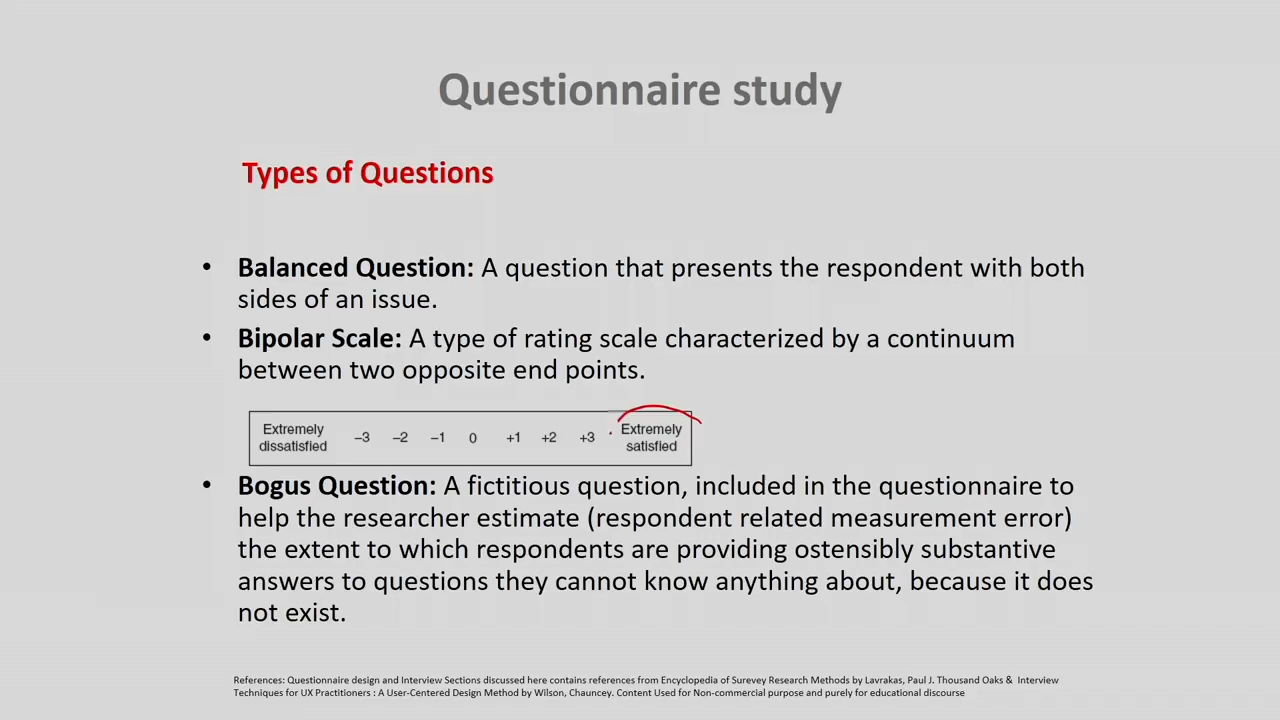 Questionnaire study
Types of Questions
• Balanced Question: A question that presents the respondent with both
sides of an issue.
• Bipolar Scale: A type of rating scale characterized by a continuum
between two opposite end points.
Extremely
dissatisfied
−3 −2 −1 0 +1 +2 +3
Extremely
satisfied
• Bogus Question: A fictitious question, included in the questionnaire to
help the researcher estimate (respondent related measurement error)
the extent to which respondents are providing ostensibly substantive
answers to questions they cannot know anything about, because it does
not exist.
References: Questionnaire design and Interview Sections discussed here contains references from Encyclopedia of Surevey Research Methods by Lavrakas, Paul J. Thousand Oaks & Interview
Techniques for UX Practitioners : A User-Centered Design Method by Wilson, Chauncey. Content Used for Non-commercial purpose and purely for educational discourse